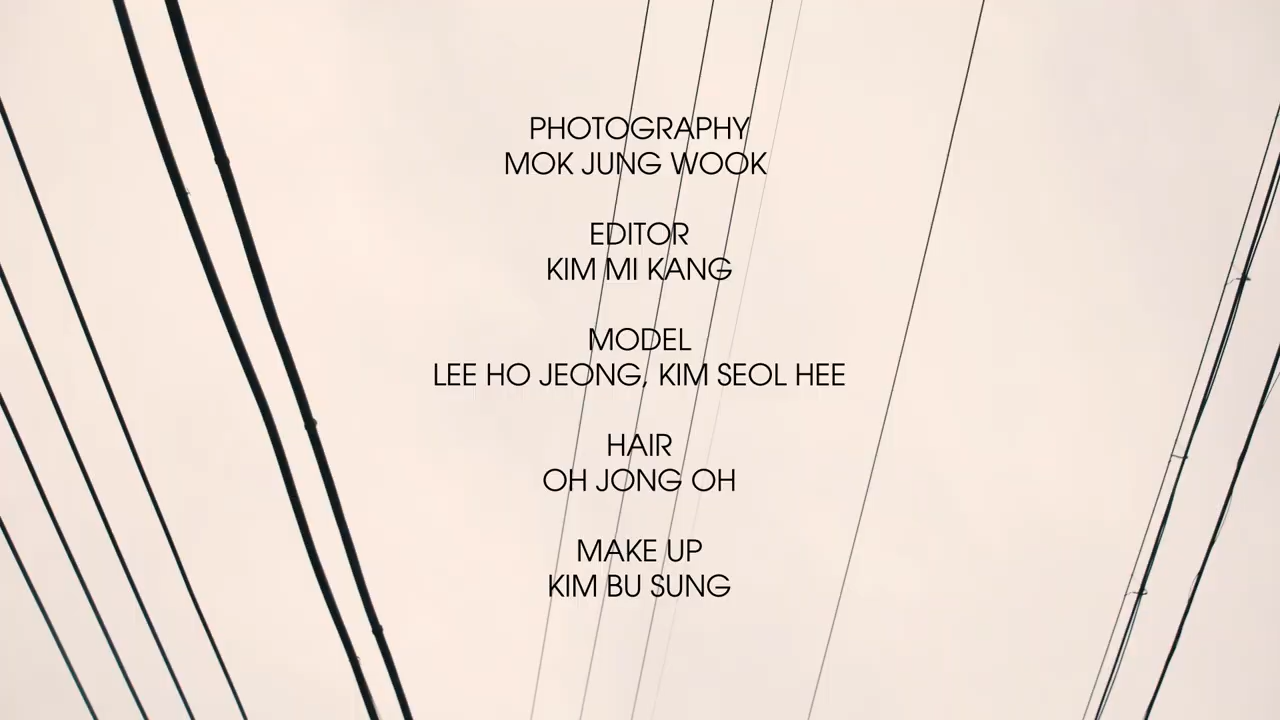 PHOTOGRAPHY
MOK JUNG WOOK
EDITOR
KIM MI KANG
MODEL
LEE HO JEONG, KIM SEOL HEE
HAIR
OH JONG OH
MAKE UP
KIM BU SUNG